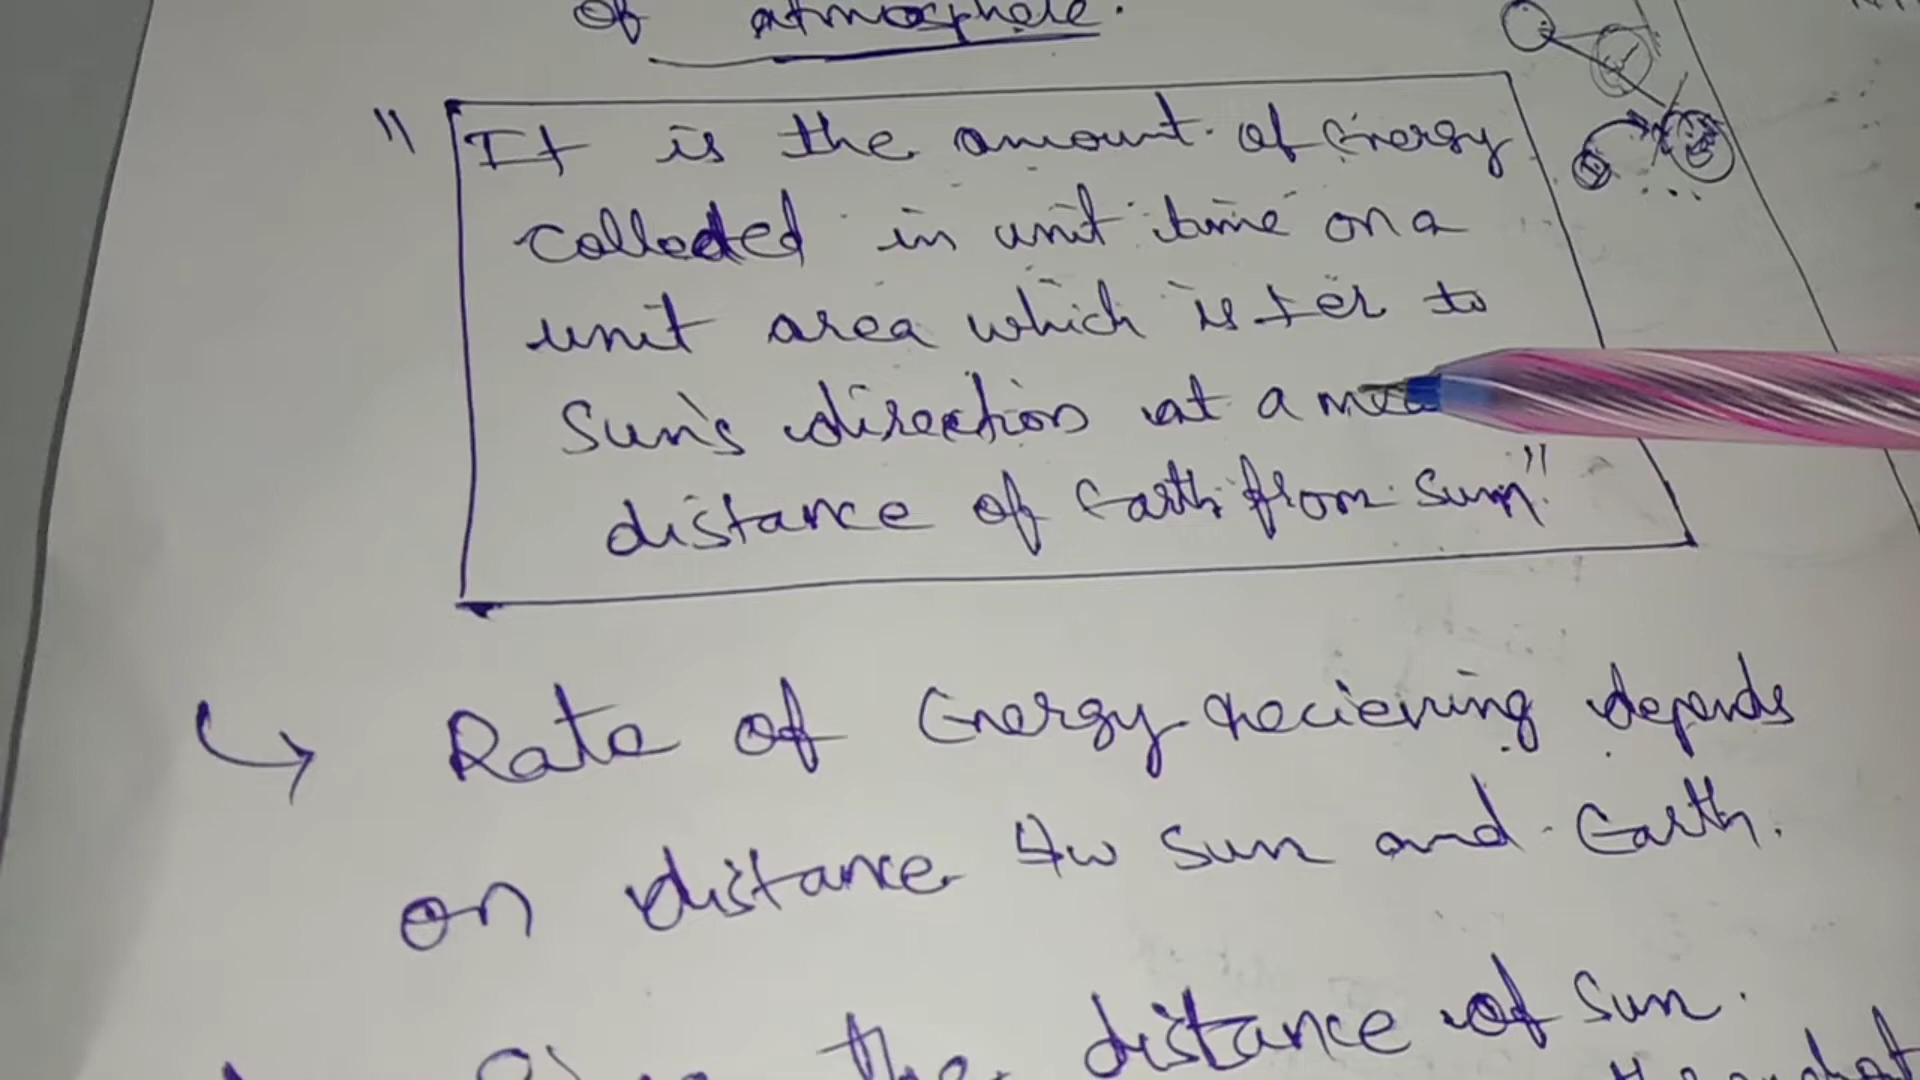 of atmosphere.
" It is the amount of Energy
collected in unit time on a
unit area which is ⊥er to
Sun's direction at a mea
distance of Earth from Sun"
↳ Rate of Energy recieving depends
on distance b/w Sun and Earth.
the distance of Sun.